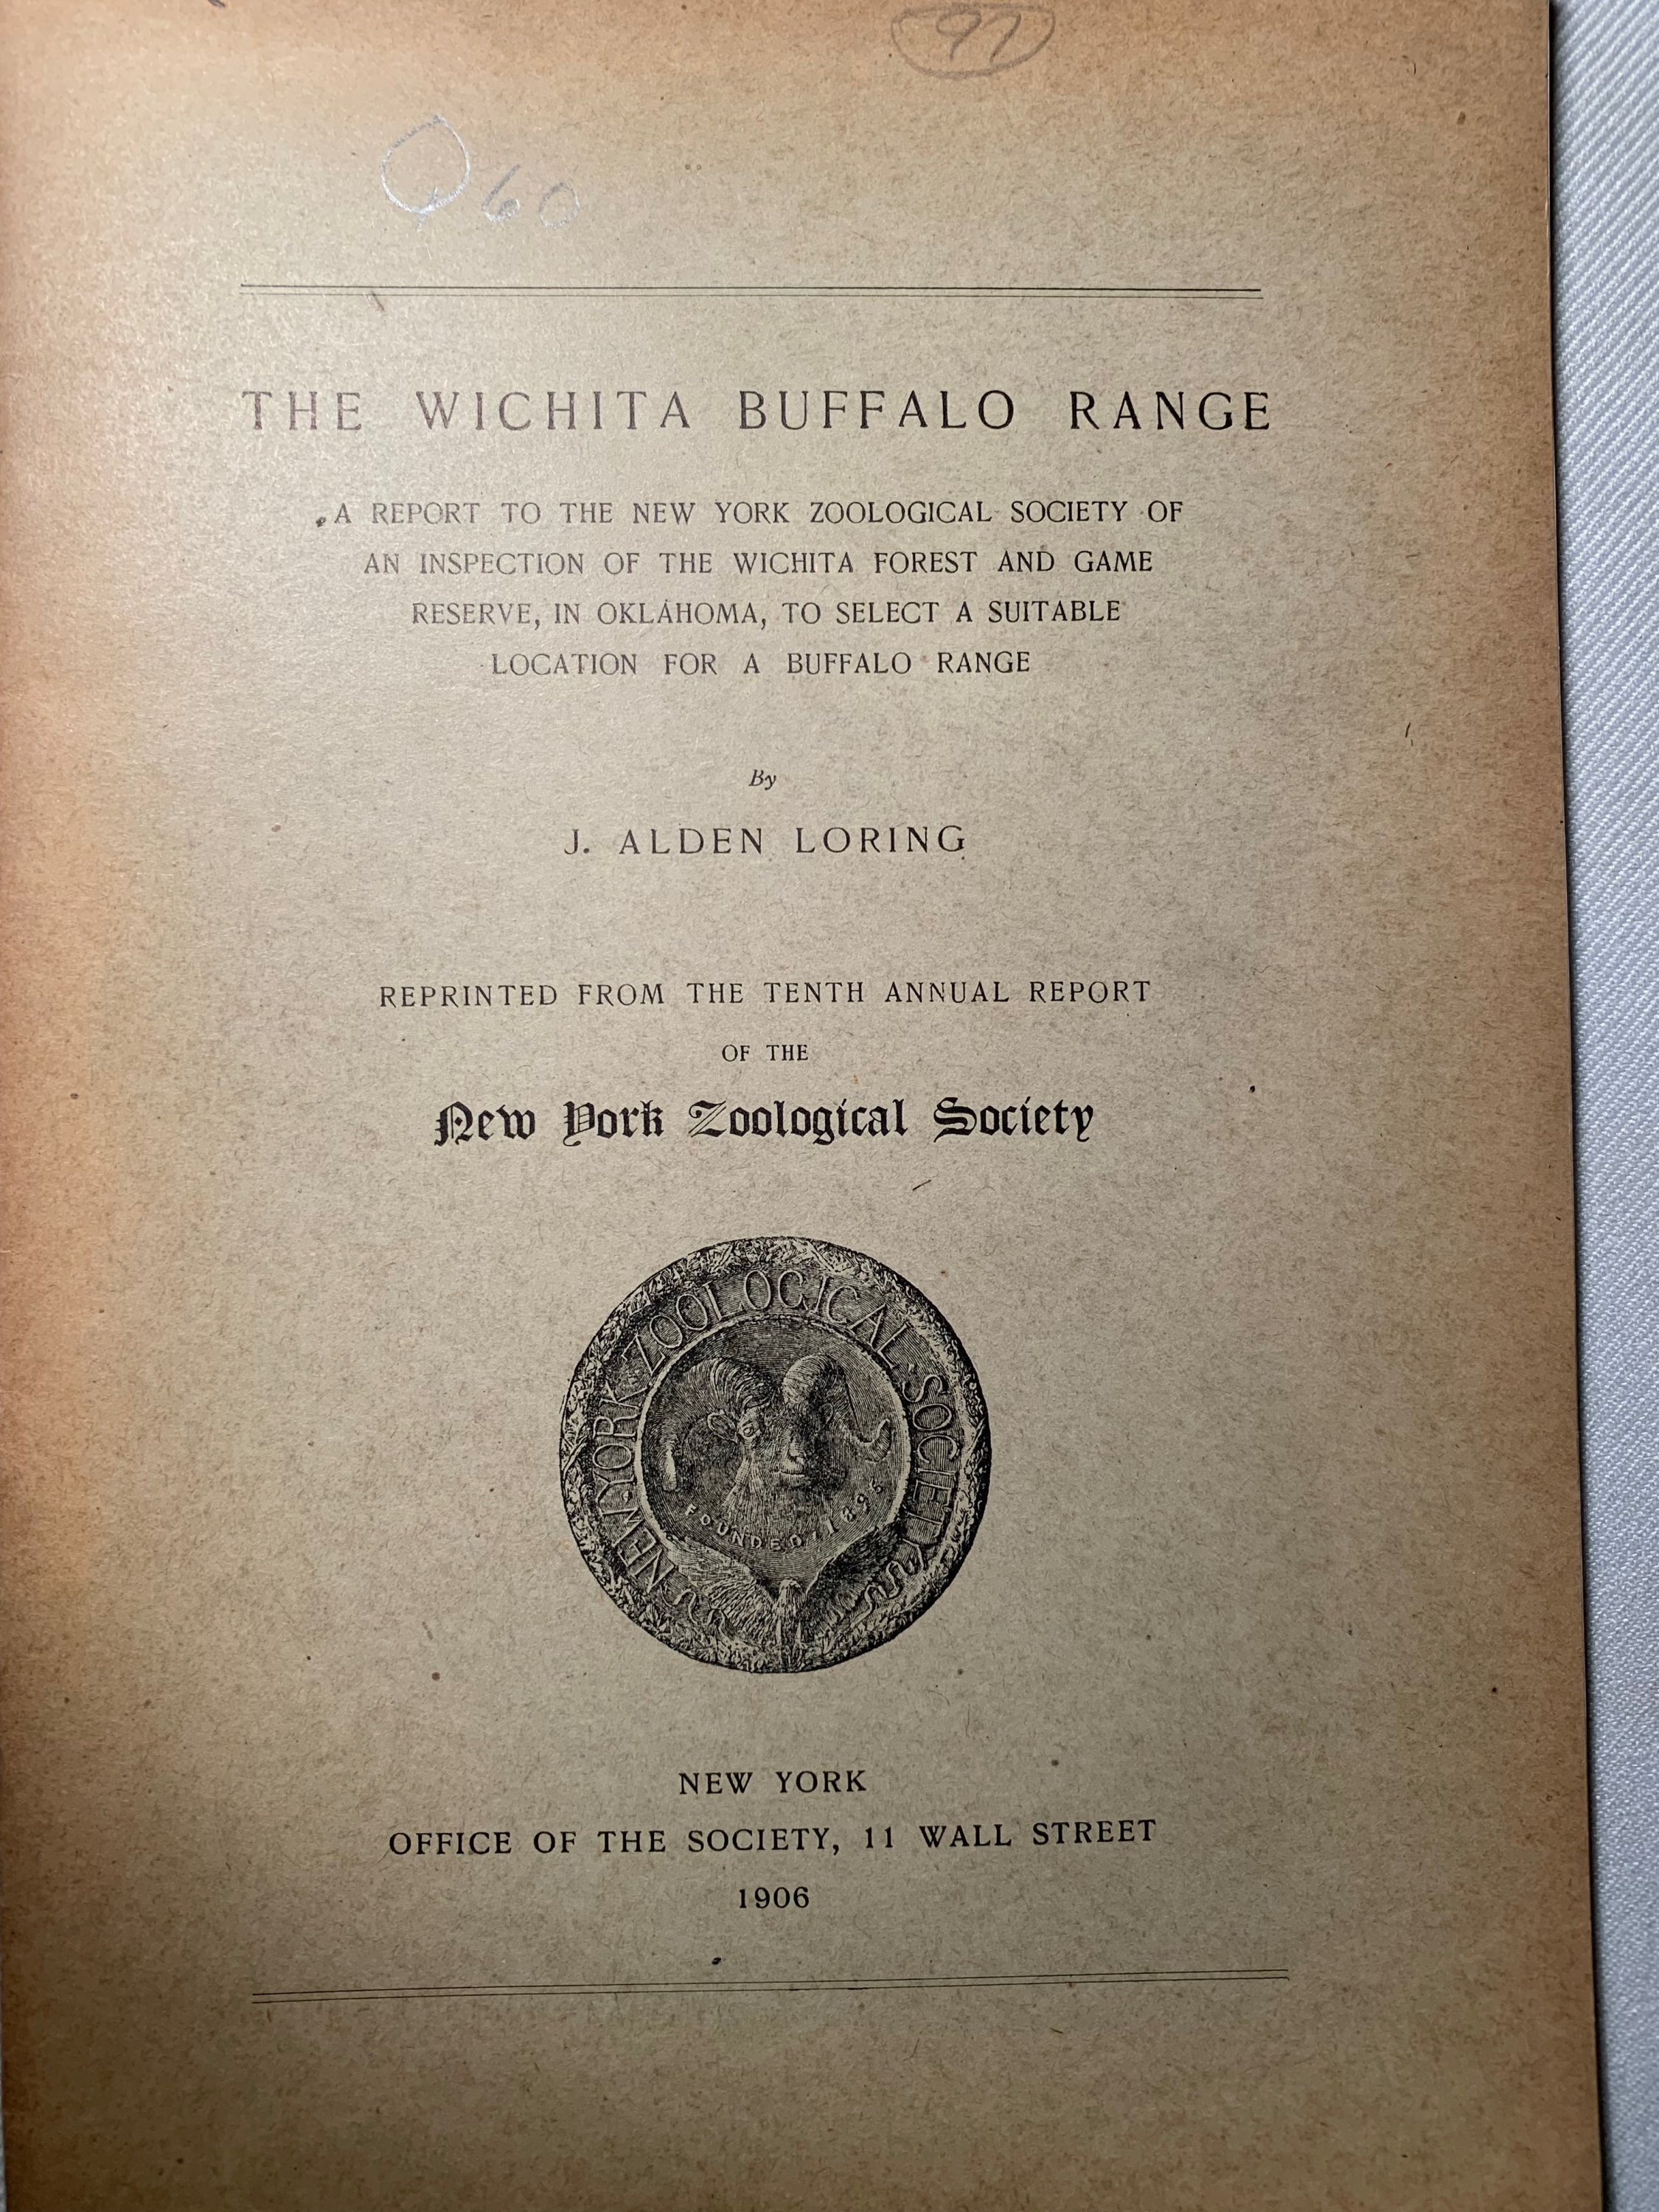 97
Q60
THE WICHITA BUFFALO RANGE
A REPORT TO THE NEW YORK ZOOLOGICAL SOCIETY OF
AN INSPECTION OF THE WICHITA FOREST AND GAME
RESERVE, IN OKLAHOMA, TO SELECT A SUITABLE
LOCATION FOR A BUFFALO RANGE
By
J. ALDEN LORING
REPRINTED FROM THE TENTH ANNUAL REPORT
OF THE
New York Zoological Society
NEW·YORK·ZOOLOGICAL·SOCIETY
FOUNDED·1895
NEW YORK
OFFICE OF THE SOCIETY, 11 WALL STREET
1906